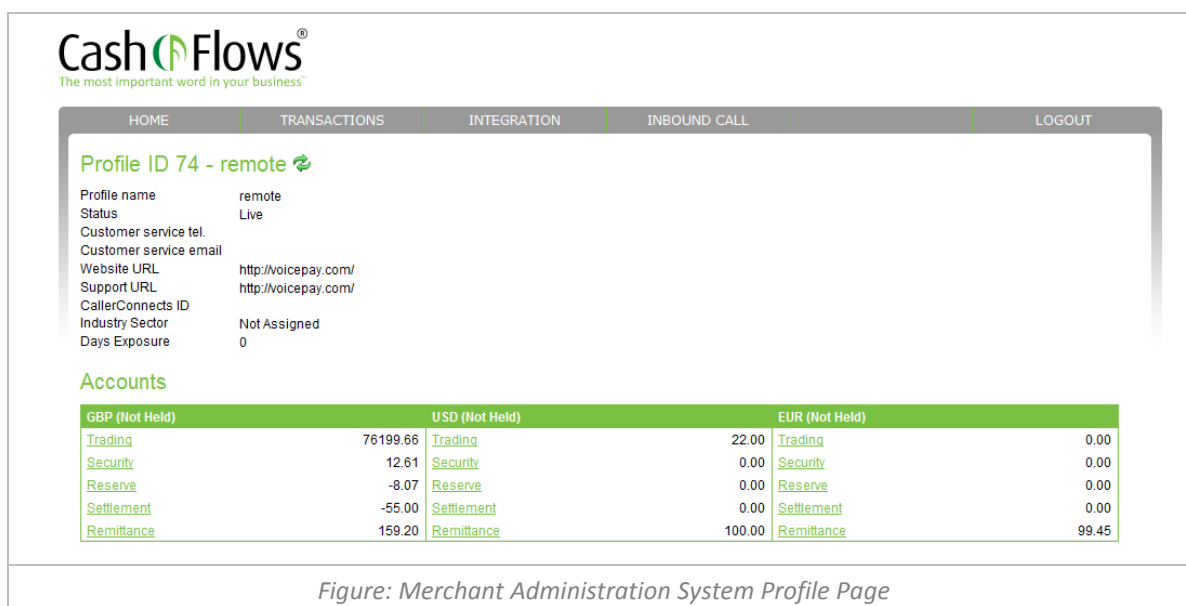 Cash Flows®
The most important word in your business™
HOME TRANSACTIONS INTEGRATION INBOUND CALL LOGOUT
Profile ID 74 - remote
Profile name remote
Status Live
Customer service tel.
Customer service email
Website URL http://voicepay.com/
Support URL http://voicepay.com/
CallerConnects ID
Industry Sector Not Assigned
Days Exposure 0
Accounts
GBP (Not Held) USD (Not Held) EUR (Not Held)
Trading 76199.66 Trading 22.00 Trading 0.00
Security 12.61 Security 0.00 Security 0.00
Reserve -8.07 Reserve 0.00 Reserve 0.00
Settlement -55.00 Settlement 0.00 Settlement 0.00
Remittance 159.20 Remittance 100.00 Remittance 99.45
Figure: Merchant Administration System Profile Page